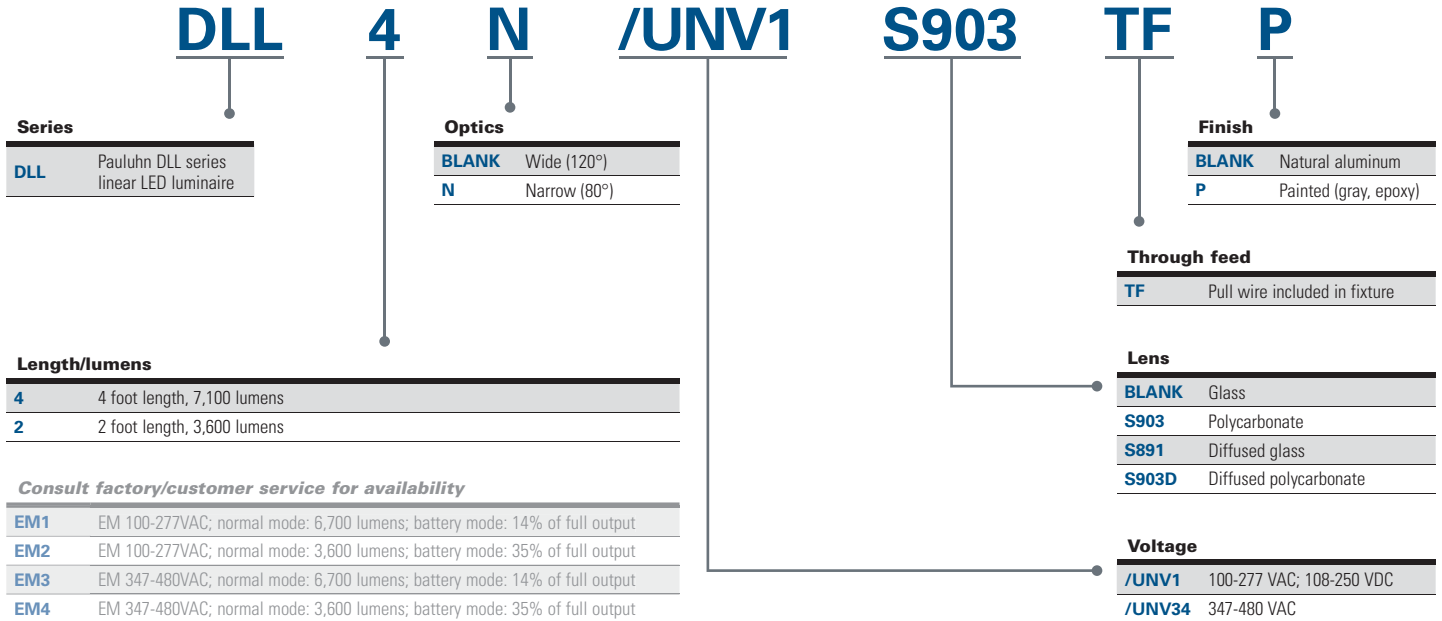 DLL 4 N /UNV1 S903 TF P
Series
DLL Pauluhn DLL series
linear LED luminaire
Optics
BLANK Wide (120°)
N Narrow (80°)
Finish
BLANK Natural aluminum
P Painted (gray, epoxy)
Through feed
TF Pull wire included in fixture
Length/lumens
4 4 foot length, 7,100 lumens
2 2 foot length, 3,600 lumens
Consult factory/customer service for availability
EM1 EM 100-277VAC; normal mode: 6,700 lumens; battery mode: 14% of full output
EM2 EM 100-277VAC; normal mode: 3,600 lumens; battery mode: 35% of full output
EM3 EM 347-480VAC; normal mode: 6,700 lumens; battery mode: 14% of full output
EM4 EM 347-480VAC; normal mode: 3,600 lumens; battery mode: 35% of full output
Lens
BLANK Glass
S903 Polycarbonate
S891 Diffused glass
S903D Diffused polycarbonate
Voltage
/UNV1 100-277 VAC; 108-250 VDC
/UNV34 347-480 VAC